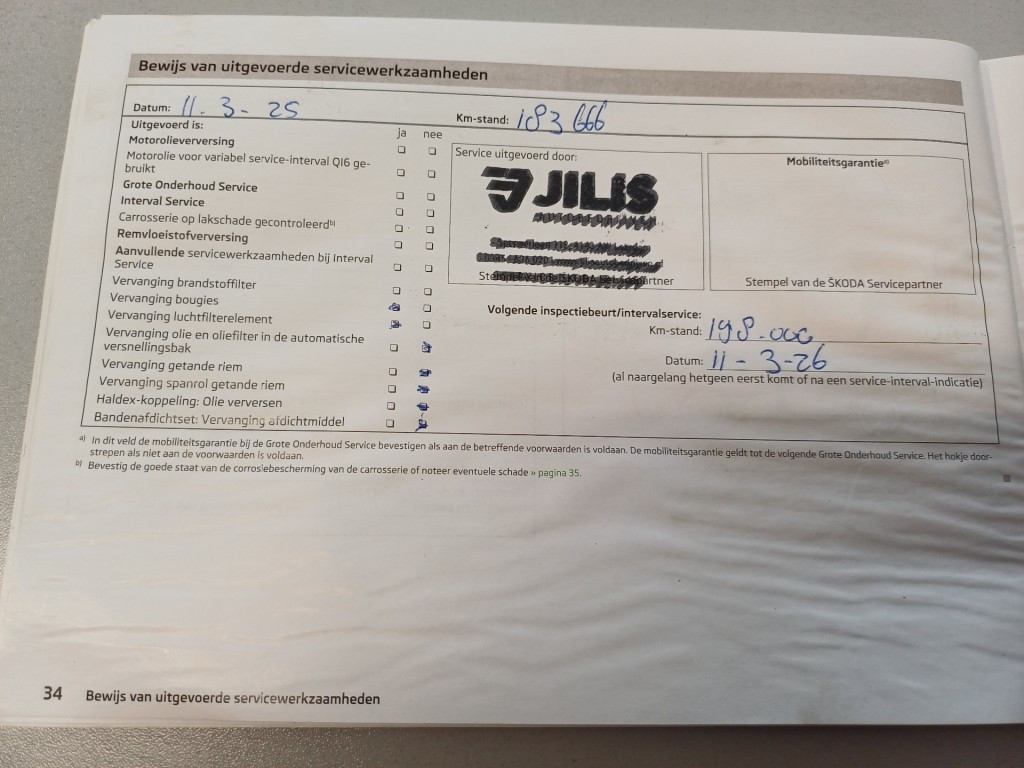 Bewijs van uitgevoerde servicewerkzaamheden
Datum: 11-3-25
Km-stand: 183 666
Uitgevoerd is:
ja nee
Motorolieverversing
Motorolie voor variabel service-interval QI6 ge-
bruikt
Grote Onderhoud Service
Interval Service
Carrosserie op lakschade gecontroleerd b)
Remvloeistofverversing
Aanvullende servicewerkzaamheden bij Interval
Service
Vervanging brandstoffilter
Vervanging bougies
Vervanging luchtfilterelement
Vervanging olie en oliefilter in de automatische
versnellingsbak
Vervanging getande riem
Vervanging spanrol getande riem
Haldex-koppeling: Olie verversen
Bandenafdichtset: Vervanging afdichtmiddel
Service uitgevoerd door:
JILIS
Mobiliteitsgarantie a)
Stempel van de ŠKODA Servicepartner
Volgende inspectiebeurt/intervalservice:
Km-stand: 198.000
Datum: 11-3-26
(al naargelang hetgeen eerst komt of na een service-interval-indicatie)
a) In dit veld de mobiliteitsgarantie bij de Grote Onderhoud Service bevestigen als aan de betreffende voorwaarden is voldaan. De mobiliteitsgarantie geldt tot de volgende Grote Onderhoud Service. Het hokje door-
strepen als niet aan de voorwaarden is voldaan.
b) Bevestig de goede staat van de corrosiebescherming van de carrosserie of noteer eventuele schade » pagina 35.
34 Bewijs van uitgevoerde servicewerkzaamheden